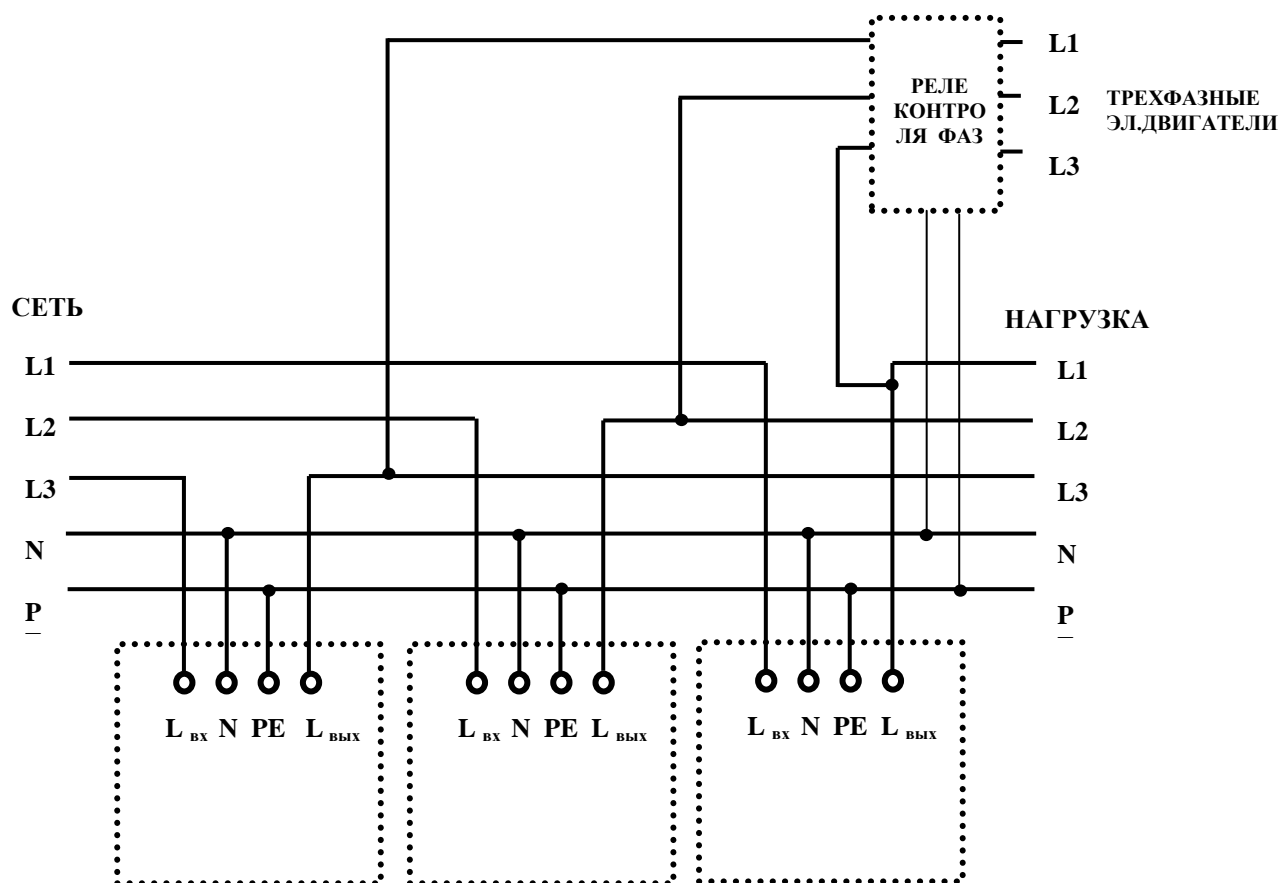 L1
РЕЛЕ
КОНТРО
ЛЯ ФАЗ
L2
ТРЕХФАЗНЫЕ
ЭЛ.ДВИГАТЕЛИ
L3
СЕТЬ
НАГРУЗКА
L1
L1
L2
L2
L3
L3
N
N
P
P
L вх N PE L вых
L вх N PE L вых
L вх N PE L вых